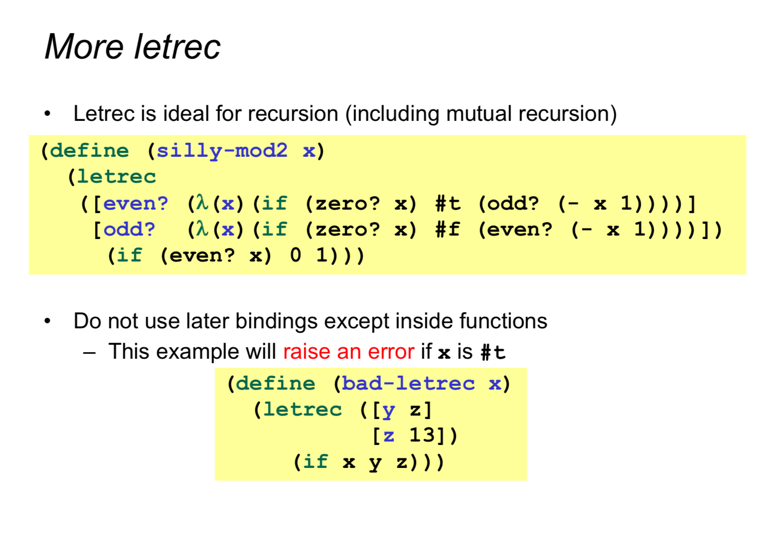 More letrec
• Letrec is ideal for recursion (including mutual recursion)
(define (silly-mod2 x)
(letrec
([even? (λ(x)(if (zero? x) #t (odd? (- x 1))))]
[odd? (λ(x)(if (zero? x) #f (even? (- x 1))))])
(if (even? x) 0 1)))
• Do not use later bindings except inside functions
– This example will raise an error if x is #t
(define (bad-letrec x)
(letrec ([y z]
[z 13])
(if x y z)))